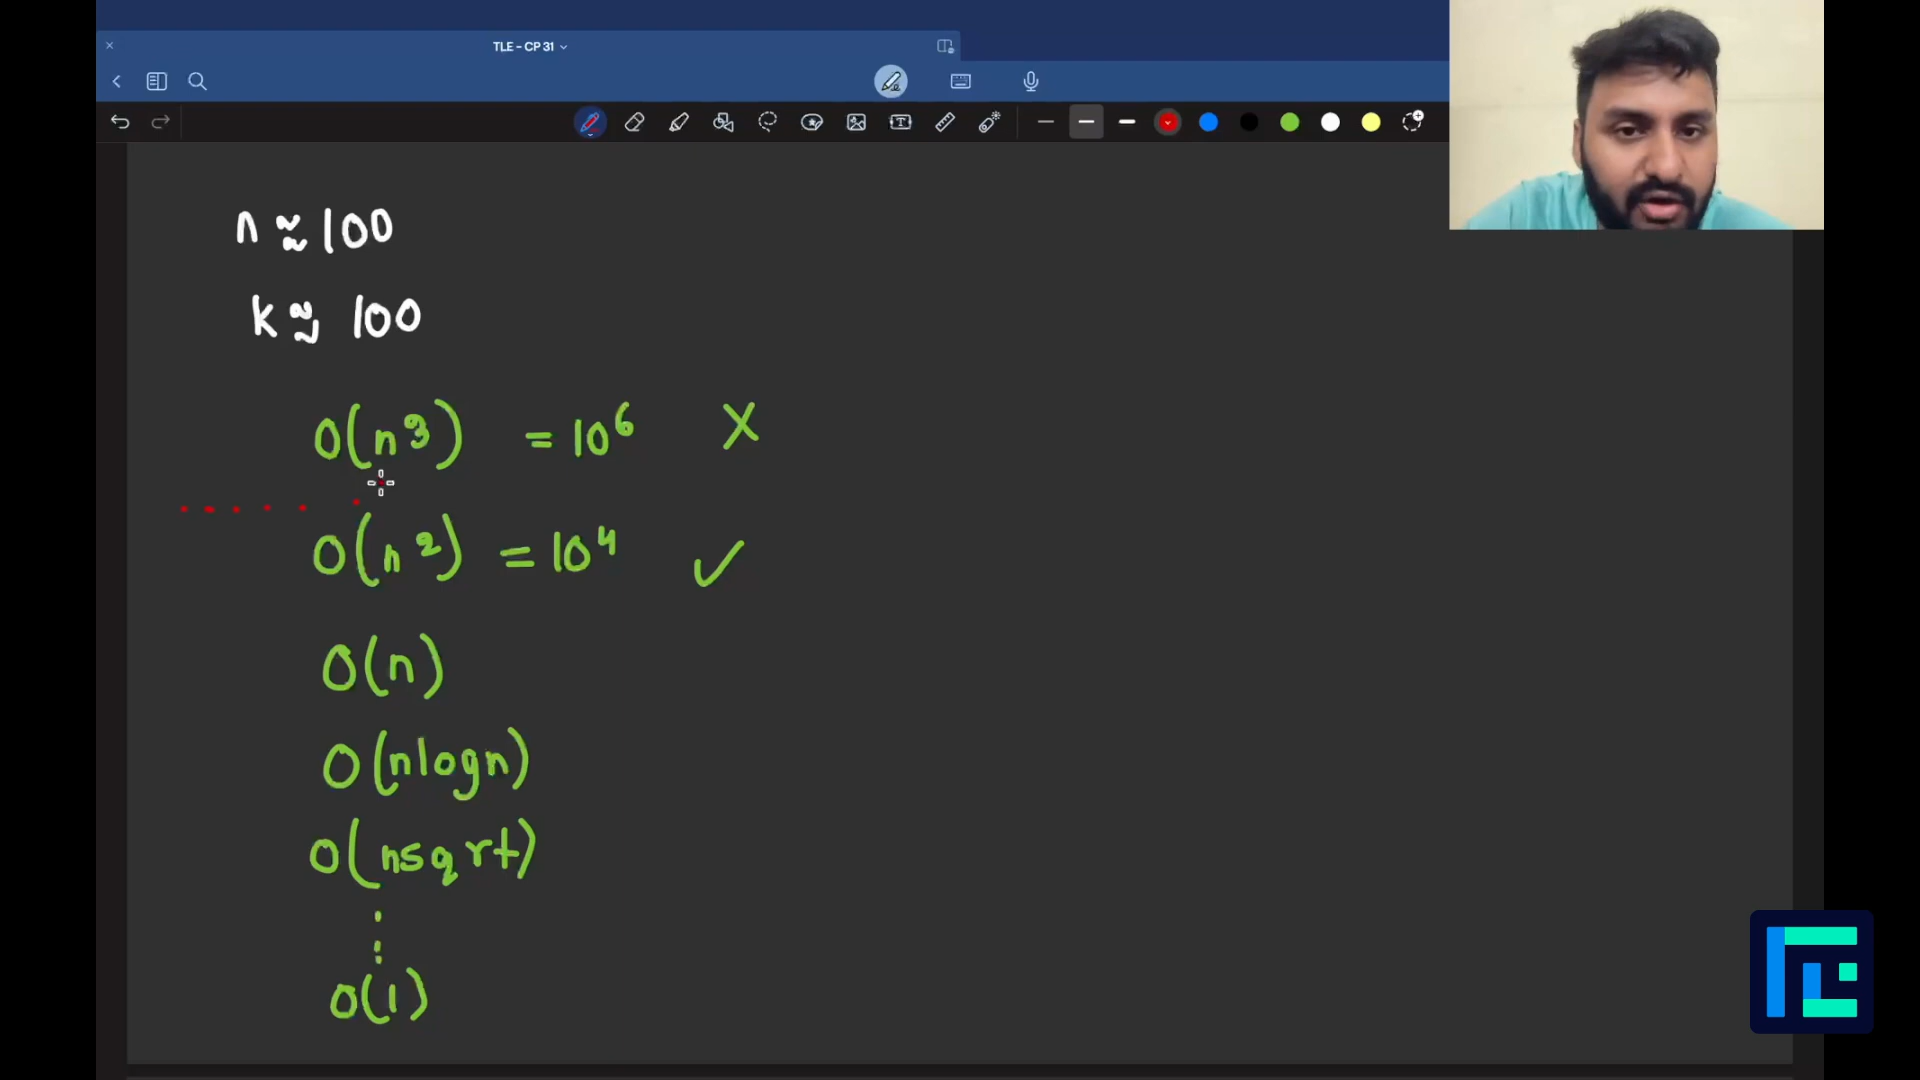 TLE - CP 31
n ≈ 100
k ≈ 100
O(n³) = 10⁶ X
O(n²) = 10⁴ ✓
O(n)
O(nlogn)
O(nsqrt)
⋮
O(1)